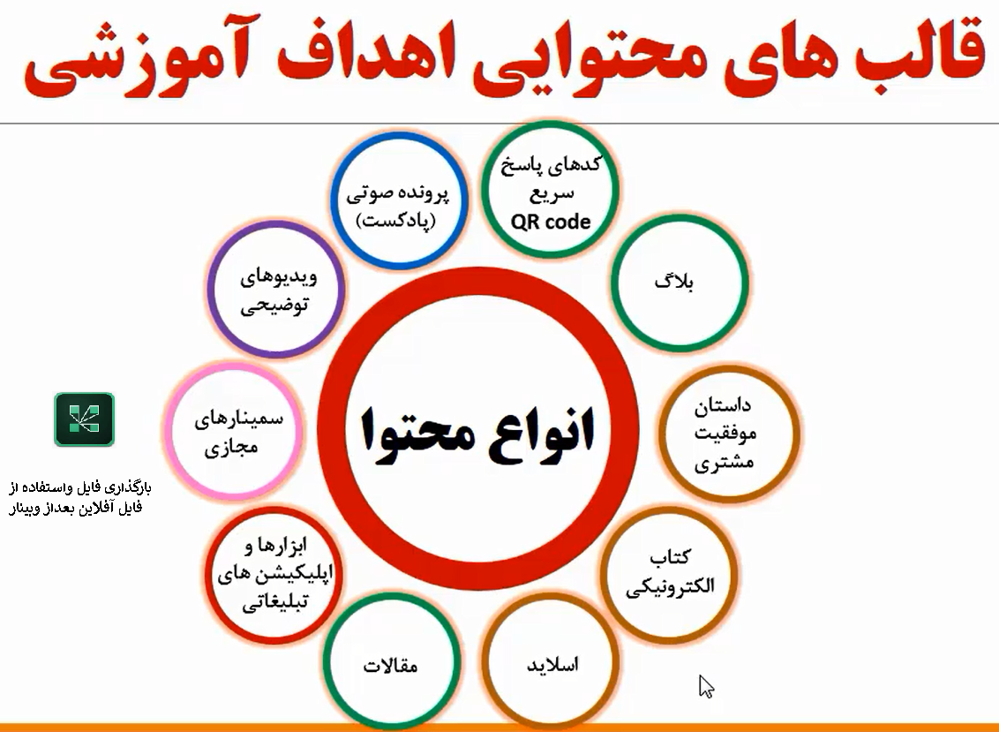 قالب های محتوایی اهداف آموزشی
کدهای پاسخ
سریع
QR code
بلاگ
داستان
موفقیت
مشتری
کتاب
الکترونیکی
اسلاید
مقالات
ابزارها و
اپلیکیشن های
تبلیغاتی
سمینارهای
مجازی
ویدیوهای
توضیحی
پرونده صوتی
(پادکست)
انواع محتوا
بارگذاری فایل واستفاده از
فایل آفلاین بعداز وبینار